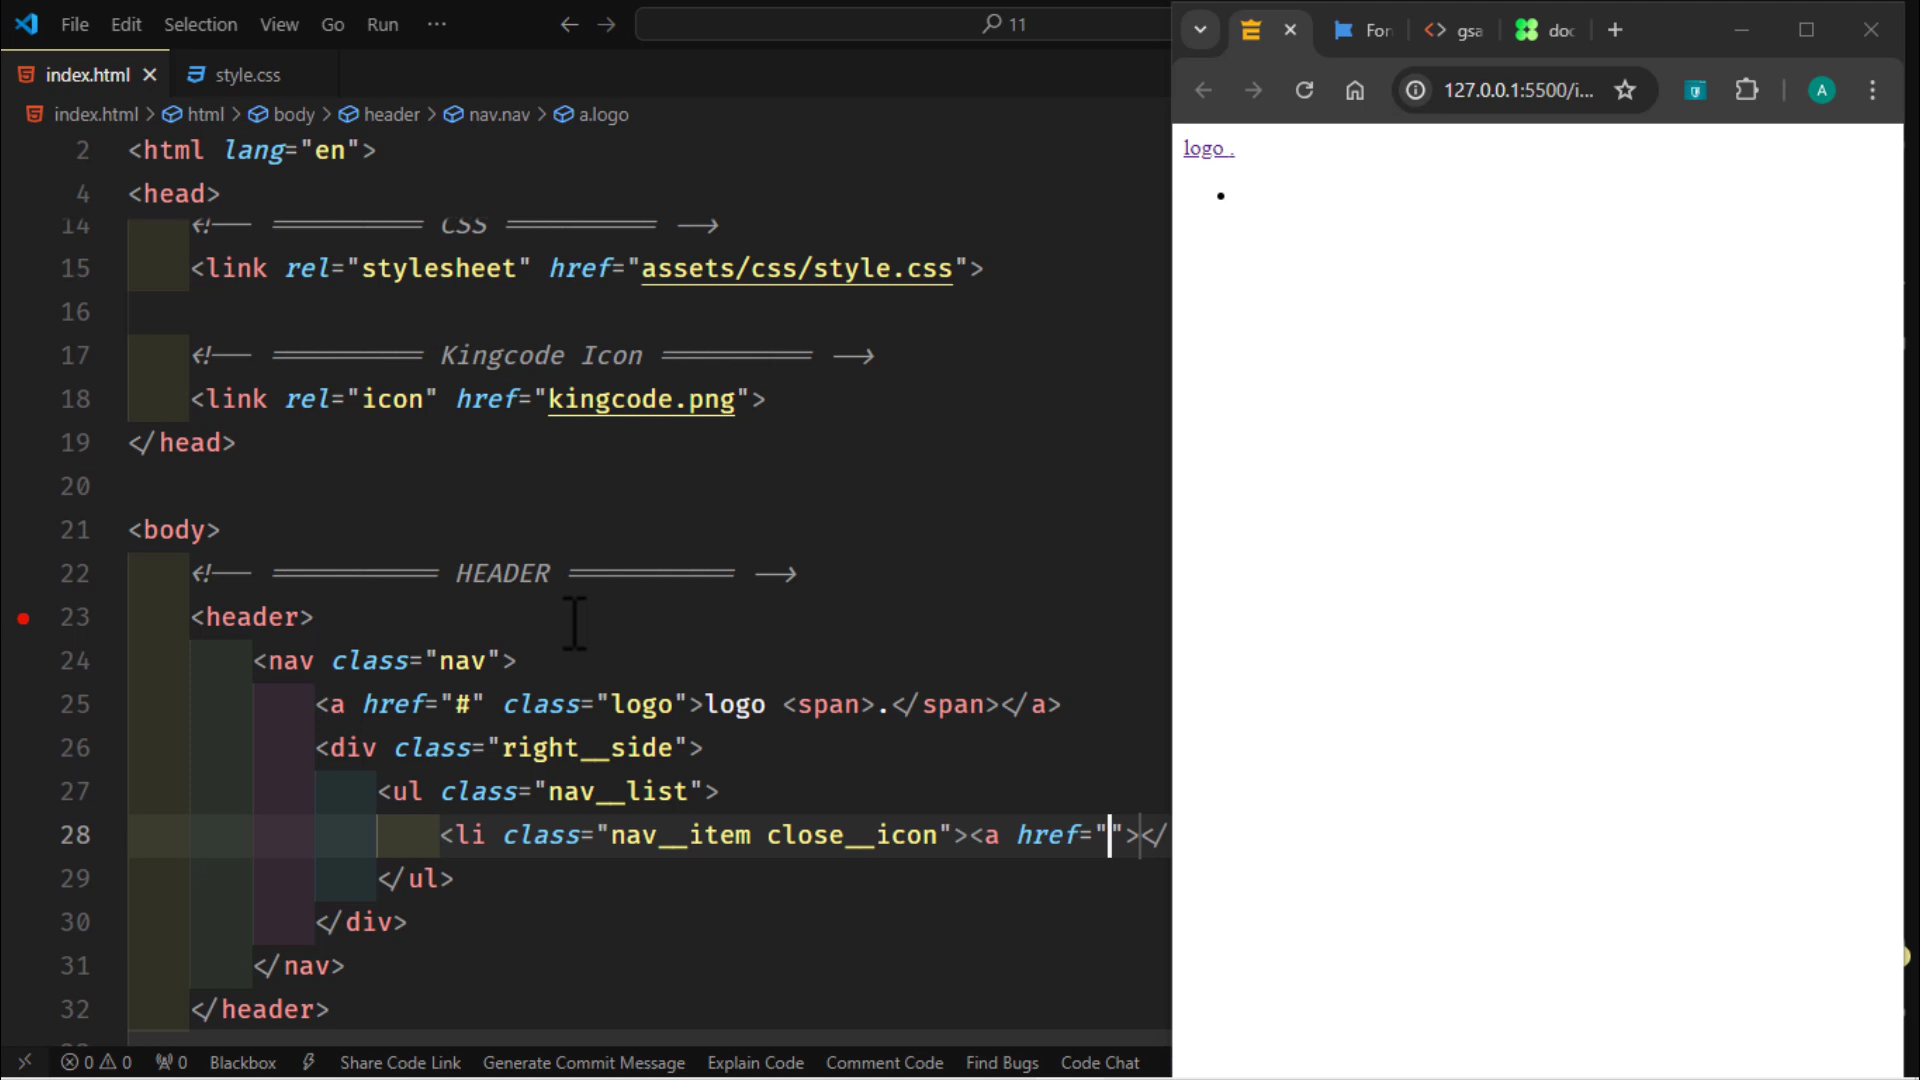 File Edit Selection View Go Run ··· 11
index.html style.css
index.html > html > body > header > nav.nav > a.logo
2 <html lang="en">
4 <head>
14 <!-- ========== CSS ========== -->
15 <link rel="stylesheet" href="assets/css/style.css">
16
17 <!-- ========== Kingcode Icon ========== -->
18 <link rel="icon" href="kingcode.png">
19 </head>
20
21 <body>
22 <!-- =========== HEADER =========== -->
23 <header>
24 <nav class="nav">
25 <a href="#" class="logo">logo <span>.</span></a>
26 <div class="right__side">
27 <ul class="nav__list">
28 <li class="nav__item close__icon"><a href=""></
29 </ul>
30 </div>
31 </nav>
32 </header>
0 0 0 Blackbox Share Code Link Generate Commit Message Explain Code Comment Code Find Bugs Code Chat
For gsa doc
127.0.0.1:5500/i... A
logo .
•